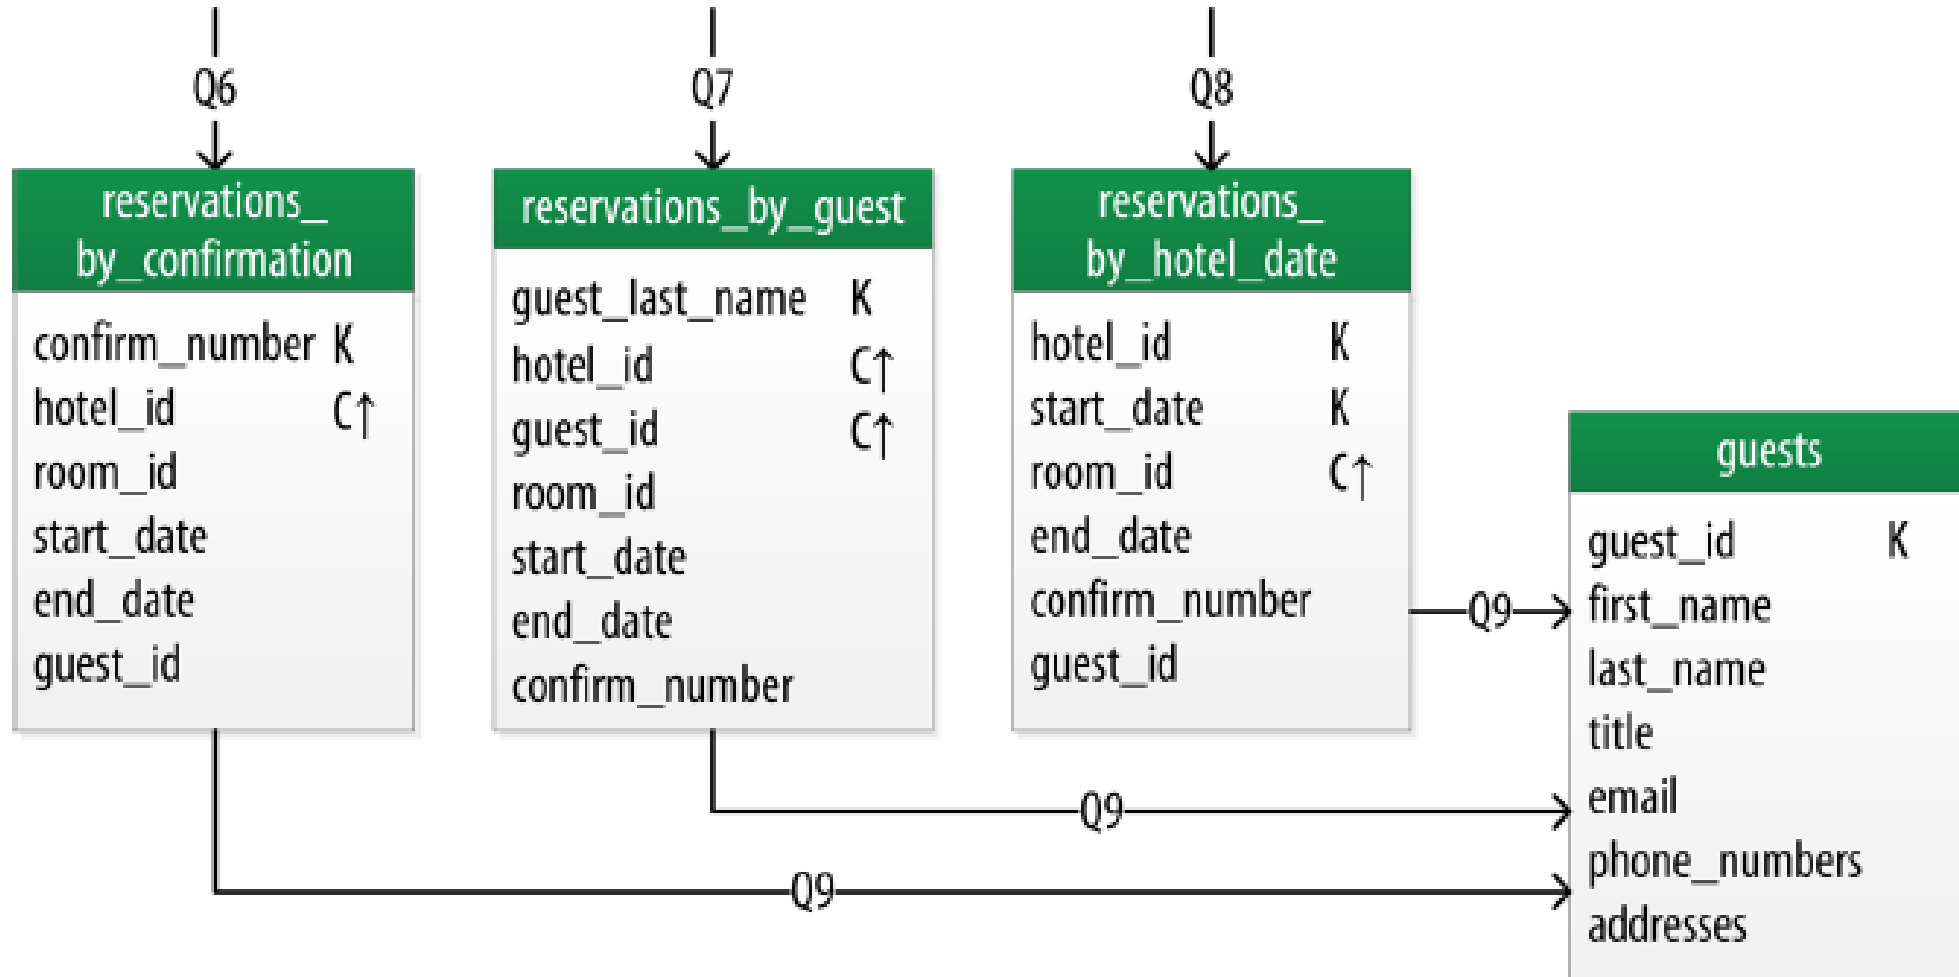 Q6
Q7
Q8
reservations_
by_confirmation
confirm_number K
hotel_id C↑
room_id
start_date
end_date
guest_id
reservations_by_guest
guest_last_name K
hotel_id C↑
guest_id C↑
room_id
start_date
end_date
confirm_number
reservations_
by_hotel_date
hotel_id K
start_date K
room_id C↑
end_date
confirm_number
guest_id
Q9
Q9
Q9
guests
guest_id K
first_name
last_name
title
email
phone_numbers
addresses